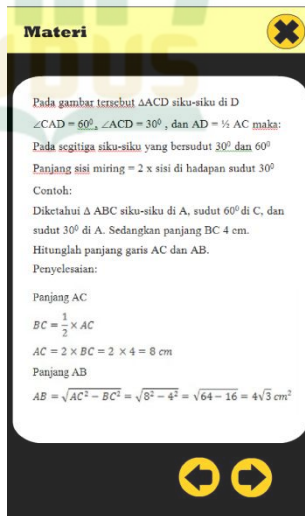 Materi
Pada gambar tersebut ΔACD siku-siku di D
∠CAD = 60⁰, ∠ACD = 30⁰ , dan AD = ½ AC maka:
Pada segitiga siku-siku yang bersudut 30⁰ dan 60⁰
Panjang sisi miring = 2 x sisi di hadapan sudut 30⁰
Contoh:
Diketahui Δ ABC siku-siku di A, sudut 60⁰ di C, dan
sudut 30⁰ di A. Sedangkan panjang BC 4 cm.
Hitunglah panjang garis AC dan AB.
Penyelesaian:
Panjang AC
BC = 1/2 × AC
AC = 2 × BC = 2 × 4 = 8 cm
Panjang AB
AB = √(AC² − BC²) = √(8² − 4²) = √(64 − 16) = 4√3 cm²